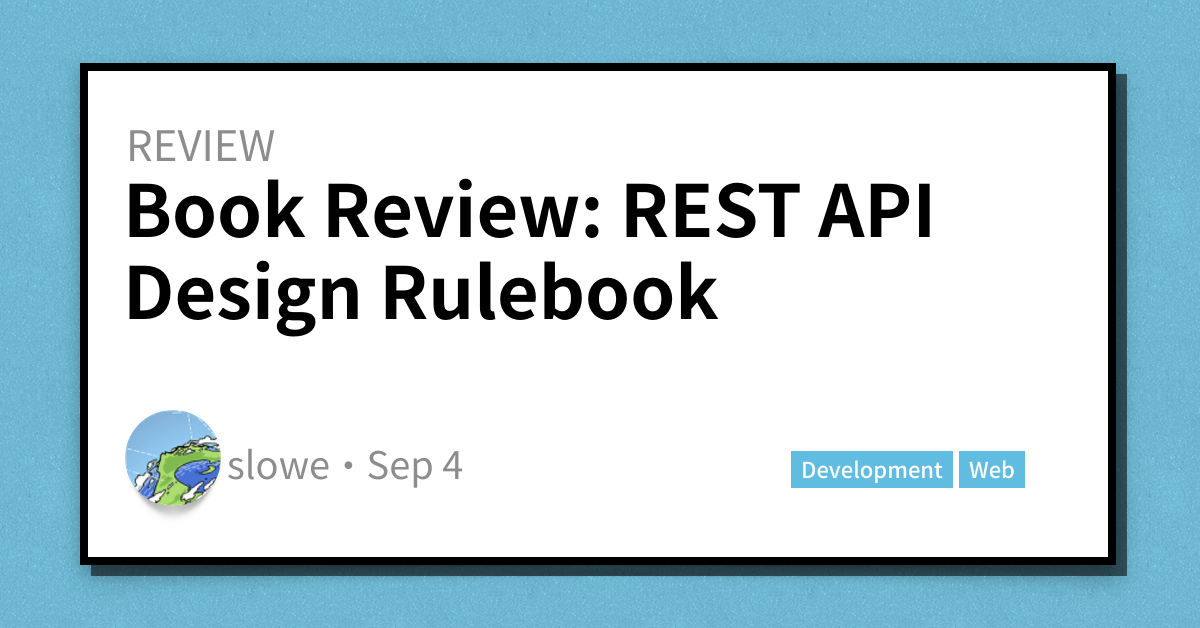 REVIEW
Book Review: REST API
Design Rulebook
slowe • Sep 4
Development Web